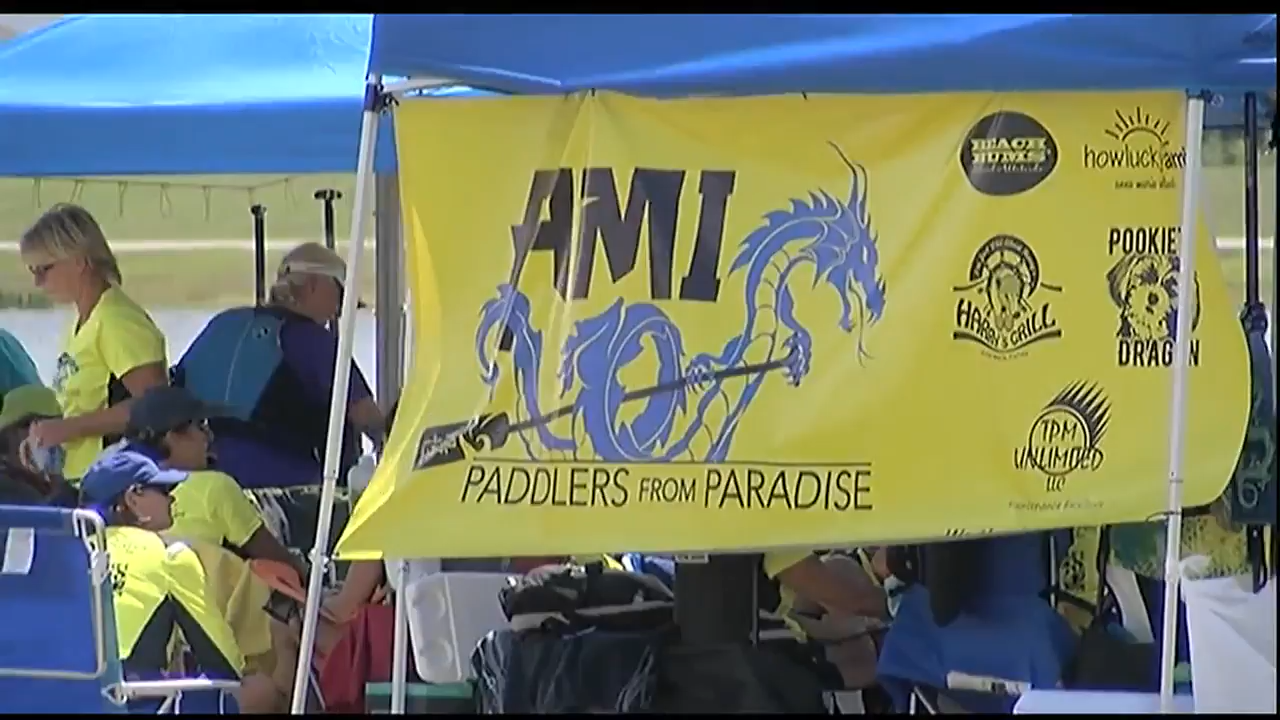 AMI
PADDLERS FROM PARADISE
BEACH
BUMS
howluckyami
HARRY'S GRILL
POOKIE
DRAGON
TPM
UNLIMITED
llc